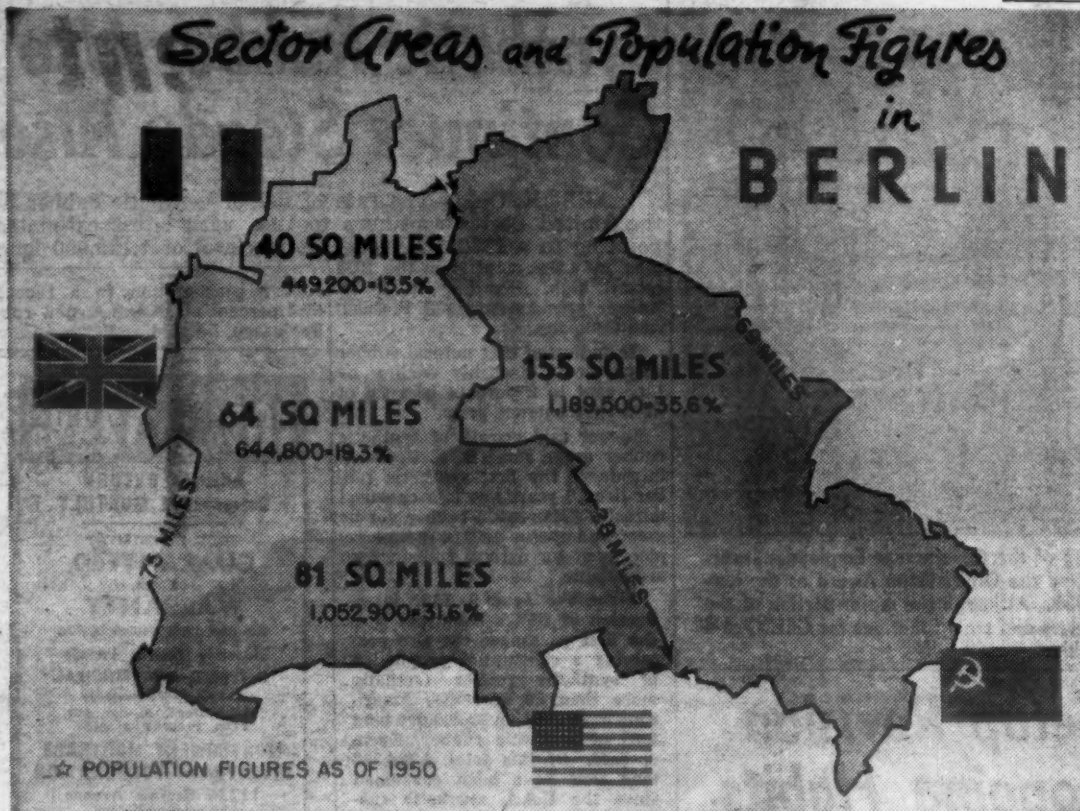 Sector Areas and Population Figures
in
BERLIN
40 SQ MILES
449,200=13.5%
69 MILES
155 SQ MILES
1,189,500=35.6%
64 SQ MILES
644,800=19.3%
75 MILES
28 MILES
81 SQ MILES
1,052,900=31.6%
☆ POPULATION FIGURES AS OF 1950